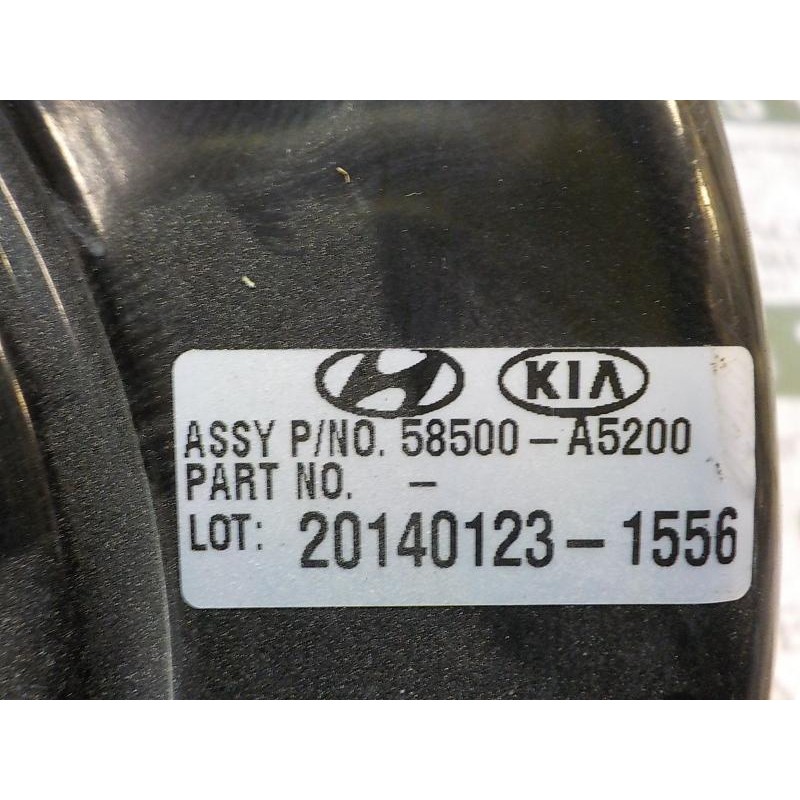 KIA
ASSY P/NO. 58500-A5200
PART NO. -
LOT: 20140123-1556